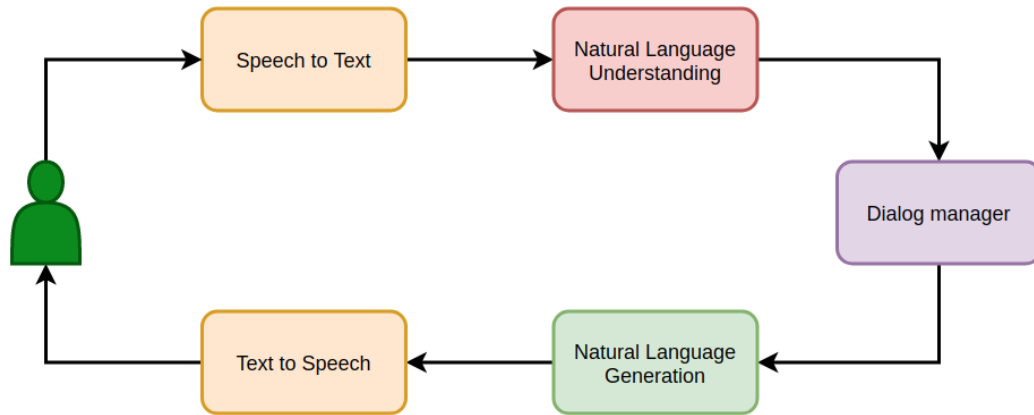 Speech to Text
Natural Language
Understanding
Dialog manager
Text to Speech
Natural Language
Generation